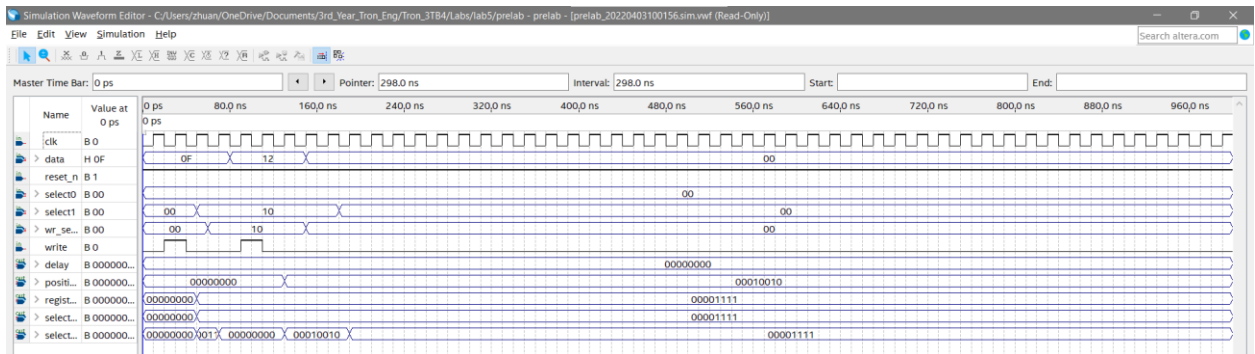 Simulation Waveform Editor - C:/Users/zhuan/OneDrive/Documents/3rd_Year_Tron_Eng/Tron_3TB4/Labs/lab5/prelab - prelab - [prelab_20220403100156.sim.vwf (Read-Only)]
File Edit View Simulation Help Search altera.com
Master Time Bar: 0 ps Pointer: 298.0 ns Interval: 298.0 ns Start: End:
Name Value at 0 ps
0 ps 80.0 ns 160.0 ns 240.0 ns 320.0 ns 400.0 ns 480.0 ns 560.0 ns 640.0 ns 720.0 ns 800.0 ns 880.0 ns 960.0 ns
0 ps
clk B 0
data H 0F 0F 12 00
reset_n B 1
select0 B 00 00
select1 B 00 00 10 00
wr_se... B 00 00 10 00
write B 0
delay B 000000... 00000000
positi... B 000000... 00000000 00010010
regist... B 000000... 00000000 00001111
select... B 000000... 00000000 00001111
select... B 000000... 00000000 00000000 00010010 00001111